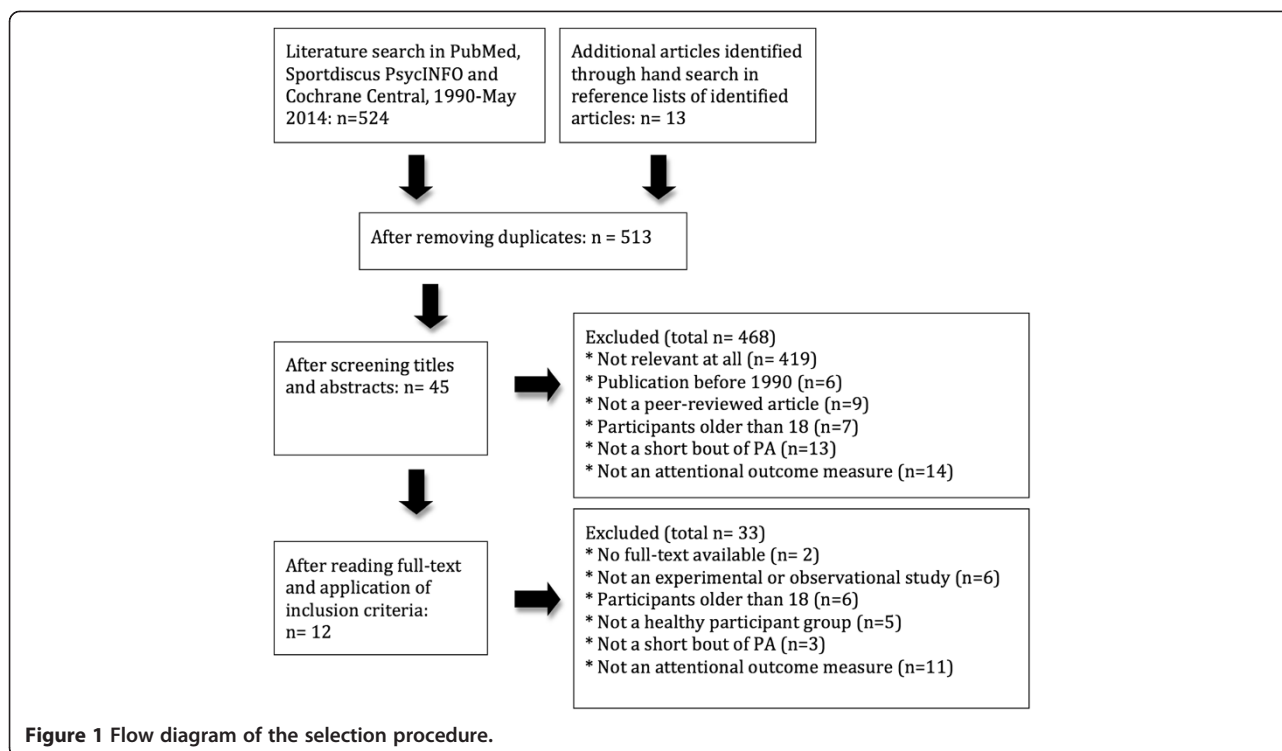 Literature search in PubMed,
Sportdiscus PsycINFO and
Cochrane Central, 1990-May
2014: n=524
Additional articles identified
through hand search in
reference lists of identified
articles: n= 13
After removing duplicates: n = 513
After screening titles
and abstracts: n= 45
Excluded (total n= 468)
* Not relevant at all (n= 419)
* Publication before 1990 (n=6)
* Not a peer-reviewed article (n=9)
* Participants older than 18 (n=7)
* Not a short bout of PA (n=13)
* Not an attentional outcome measure (n=14)
After reading full-text
and application of
inclusion criteria:
n= 12
Excluded (total n= 33)
* No full-text available (n= 2)
* Not an experimental or observational study (n=6)
* Participants older than 18 (n=6)
* Not a healthy participant group (n=5)
* Not a short bout of PA (n=3)
* Not an attentional outcome measure (n=11)
Figure 1 Flow diagram of the selection procedure.